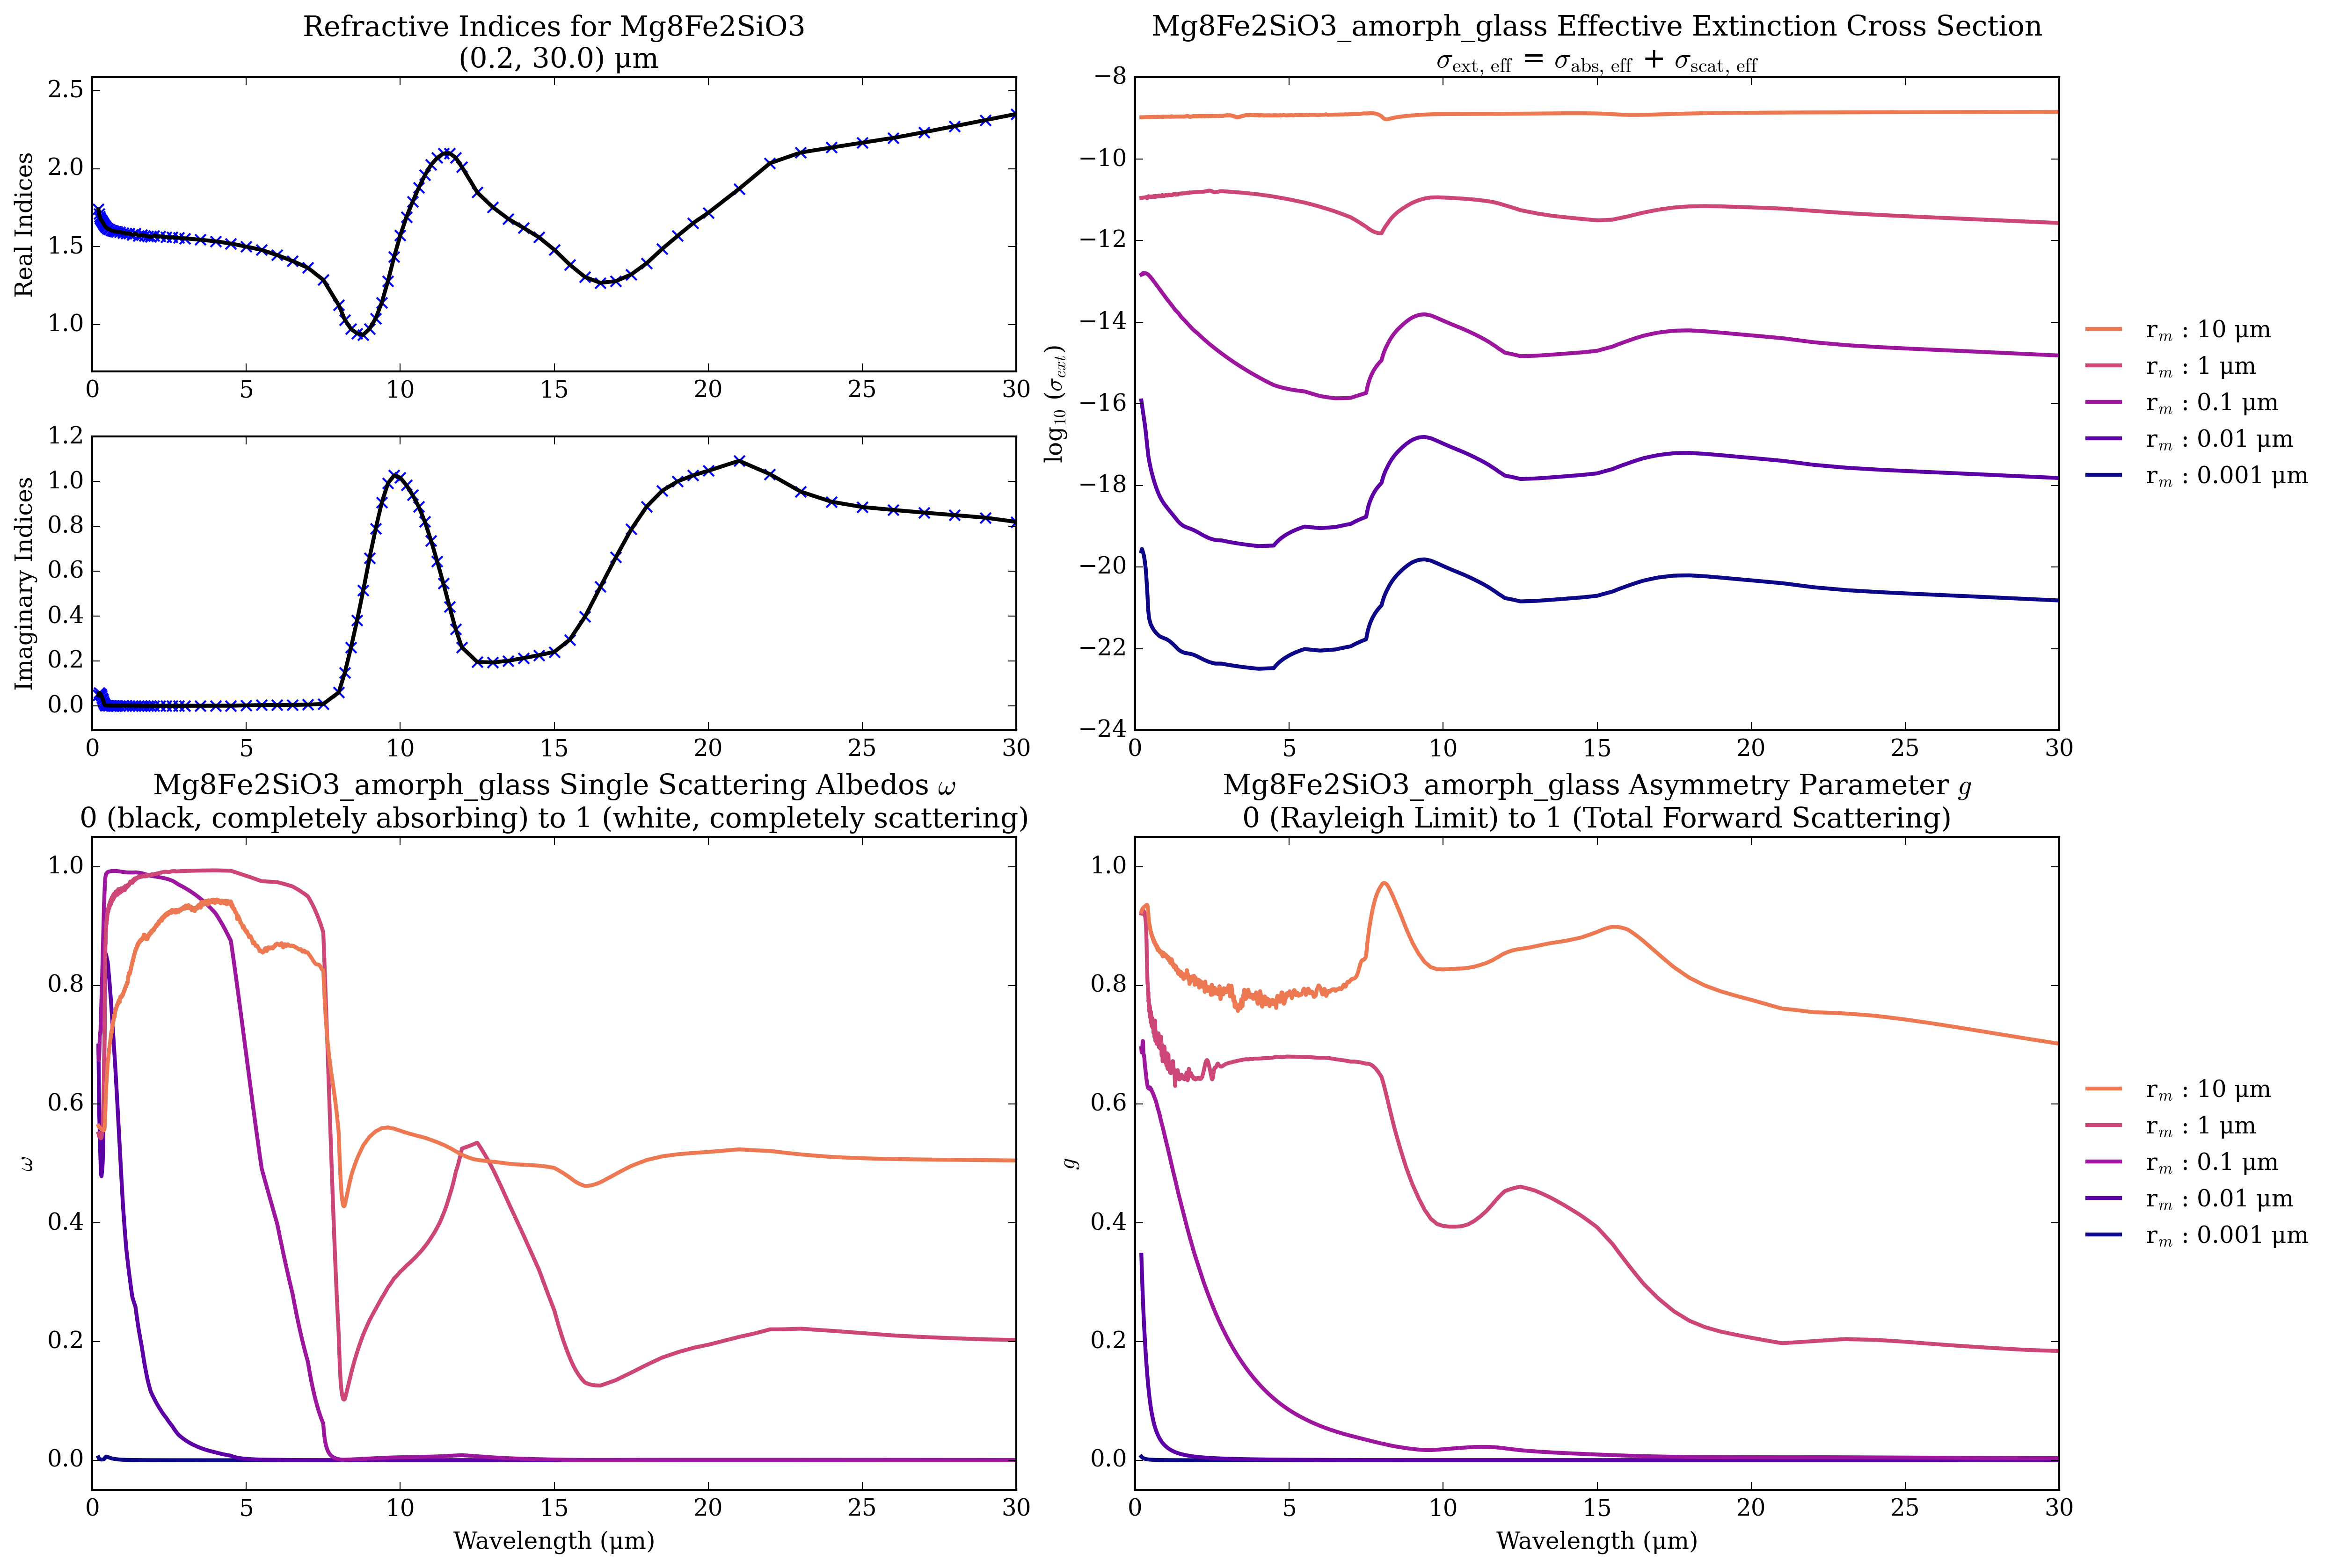 Refractive Indices for Mg8Fe2SiO3
(0.2, 30.0) µm
Real Indices
2.5
2.0
1.5
1.0
0 5 10 15 20 25 30
Imaginary Indices
1.2
1.0
0.8
0.6
0.4
0.2
0.0
0 5 10 15 20 25 30
Mg8Fe2SiO3_amorph_glass Effective Extinction Cross Section
σext, eff = σabs, eff + σscat, eff
log10 (σext)
−8
−10
−12
−14
−16
−18
−20
−22
−24
0 5 10 15 20 25 30
rm : 10 µm
rm : 1 µm
rm : 0.1 µm
rm : 0.01 µm
rm : 0.001 µm
Mg8Fe2SiO3_amorph_glass Single Scattering Albedos ω
0 (black, completely absorbing) to 1 (white, completely scattering)
ω
1.0
0.8
0.6
0.4
0.2
0.0
0 5 10 15 20 25 30
Wavelength (µm)
Mg8Fe2SiO3_amorph_glass Asymmetry Parameter g
0 (Rayleigh Limit) to 1 (Total Forward Scattering)
g
1.0
0.8
0.6
0.4
0.2
0.0
0 5 10 15 20 25 30
Wavelength (µm)
rm : 10 µm
rm : 1 µm
rm : 0.1 µm
rm : 0.01 µm
rm : 0.001 µm